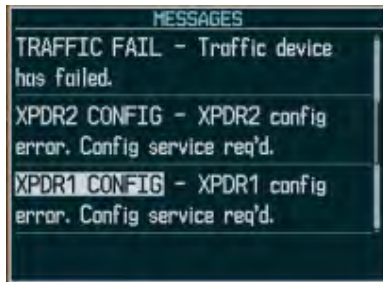 MESSAGES
TRAFFIC FAIL – Traffic device
has failed.
XPDR2 CONFIG – XPDR2 config
error. Config service req'd.
XPDR1 CONFIG – XPDR1 config
error. Config service req'd.